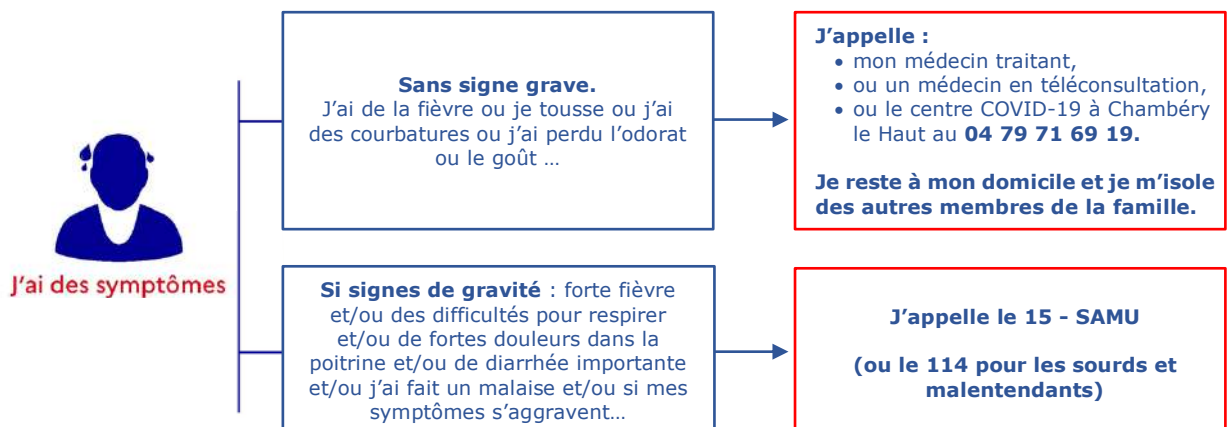 J'ai des symptômes
Sans signe grave.
J'ai de la fièvre ou je tousse ou j'ai
des courbatures ou j'ai perdu l'odorat
ou le goût …
J'appelle :
• mon médecin traitant,
• ou un médecin en téléconsultation,
• ou le centre COVID-19 à Chambéry
le Haut au 04 79 71 69 19.
Je reste à mon domicile et je m'isole
des autres membres de la famille.
Si signes de gravité : forte fièvre
et/ou des difficultés pour respirer
et/ou de fortes douleurs dans la
poitrine et/ou de diarrhée importante
et/ou j'ai fait un malaise et/ou si mes
symptômes s'aggravent…
J'appelle le 15 - SAMU
(ou le 114 pour les sourds et
malentendants)